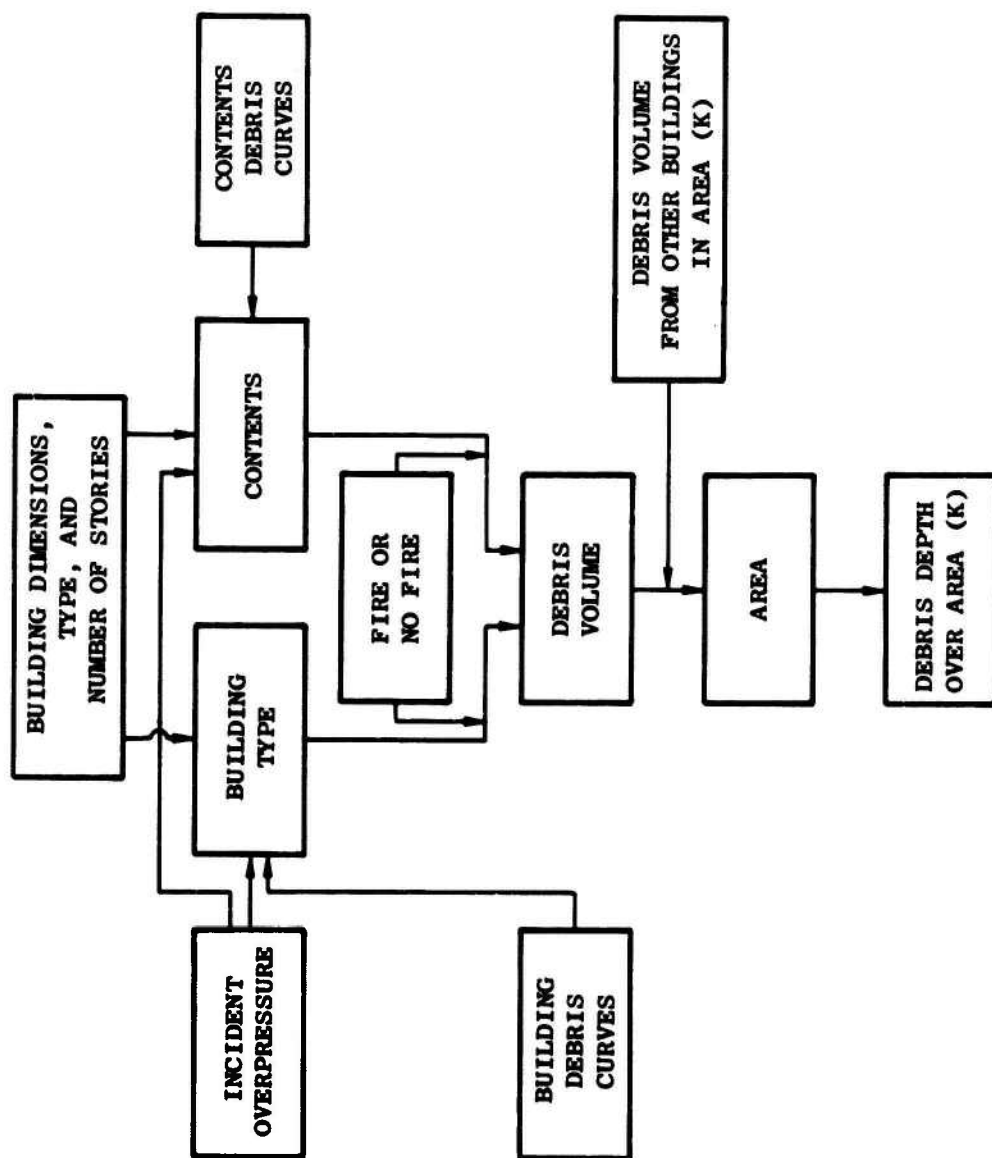 BUILDING DIMENSIONS,
TYPE, AND
NUMBER OF STORIES
INCIDENT
OVERPRESSURE
BUILDING
TYPE
CONTENTS
CONTENTS
DEBRIS
CURVES
FIRE OR
NO FIRE
BUILDING
DEBRIS
CURVES
DEBRIS
VOLUME
DEBRIS VOLUME
FROM OTHER BUILDINGS
IN AREA (K)
AREA
DEBRIS DEPTH
OVER AREA (K)